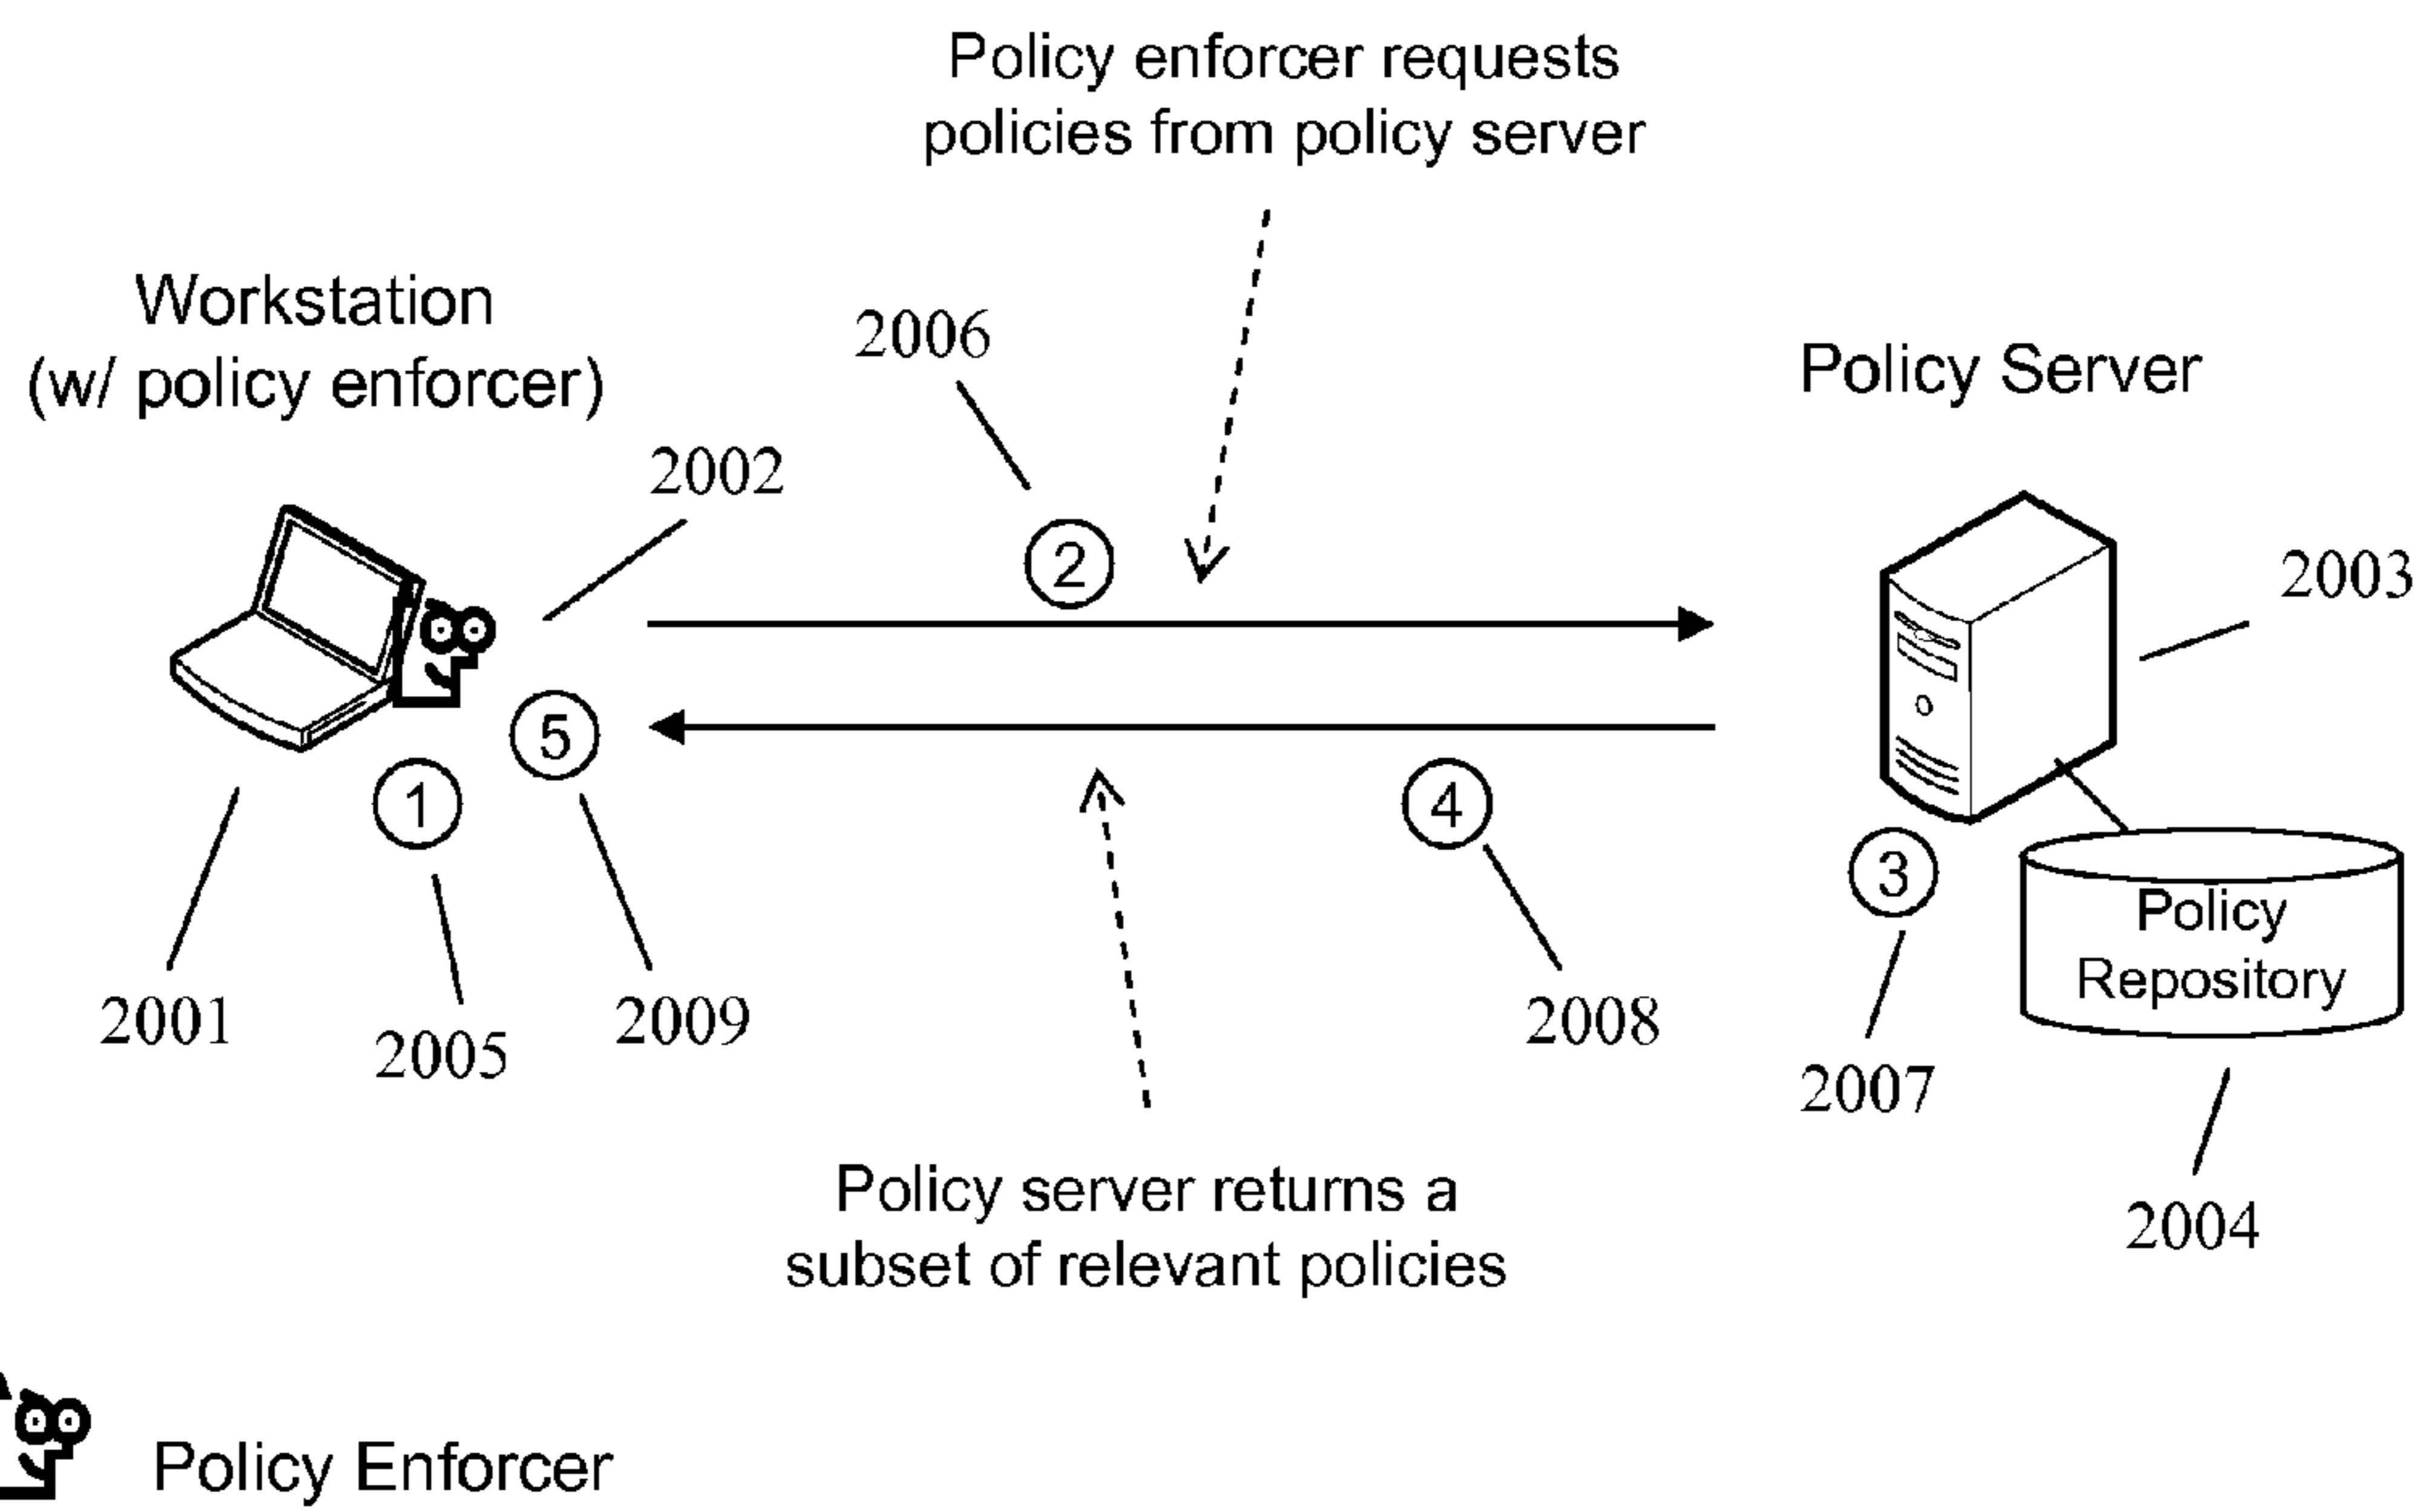 Policy enforcer requests
policies from policy server
Workstation
(w/ policy enforcer)
2006
Policy Server
2002
2
2003
5
1
4
3
Policy
Repository
2001
2005
2009
2008
2007
2004
Policy server returns a
subset of relevant policies
Policy Enforcer